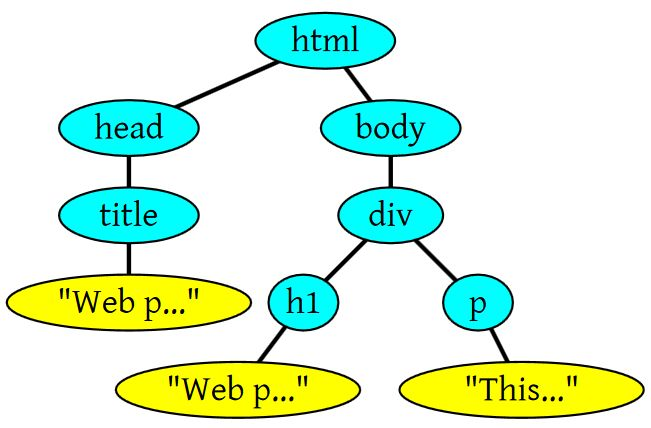 html
head
body
title
div
"Web p..."
h1
p
"Web p..."
"This..."